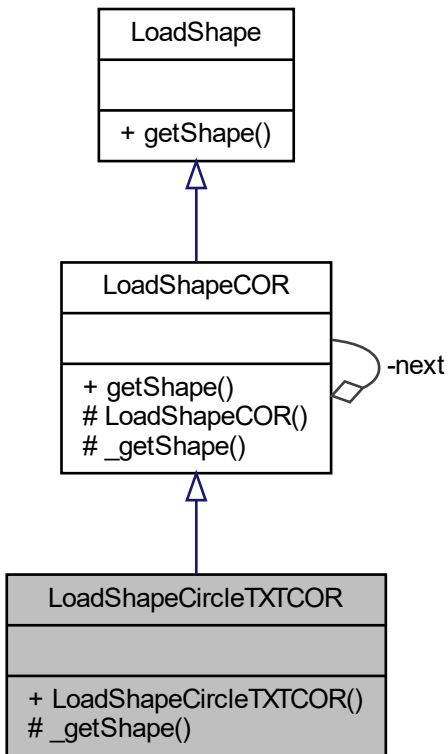 LoadShape
+ getShape()
LoadShapeCOR
-next
+ getShape()
# LoadShapeCOR()
# _getShape()
LoadShapeCircleTXTCOR
+ LoadShapeCircleTXTCOR()
# _getShape()